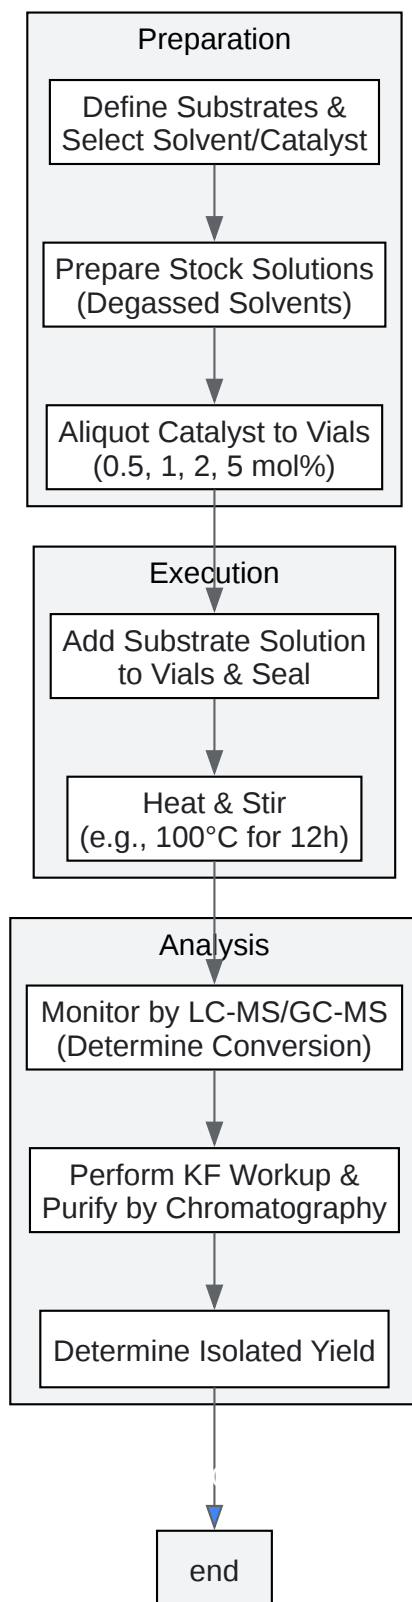 Preparation
Define Substrates &
Select Solvent/Catalyst
Prepare Stock Solutions
(Degassed Solvents)
Aliquot Catalyst to Vials
(0.5, 1, 2, 5 mol%)
Execution
Add Substrate Solution
to Vials & Seal
Heat & Stir
(e.g., 100°C for 12h)
Analysis
Monitor by LC-MS/GC-MS
(Determine Conversion)
Perform KF Workup &
Purify by Chromatography
Determine Isolated Yield
end